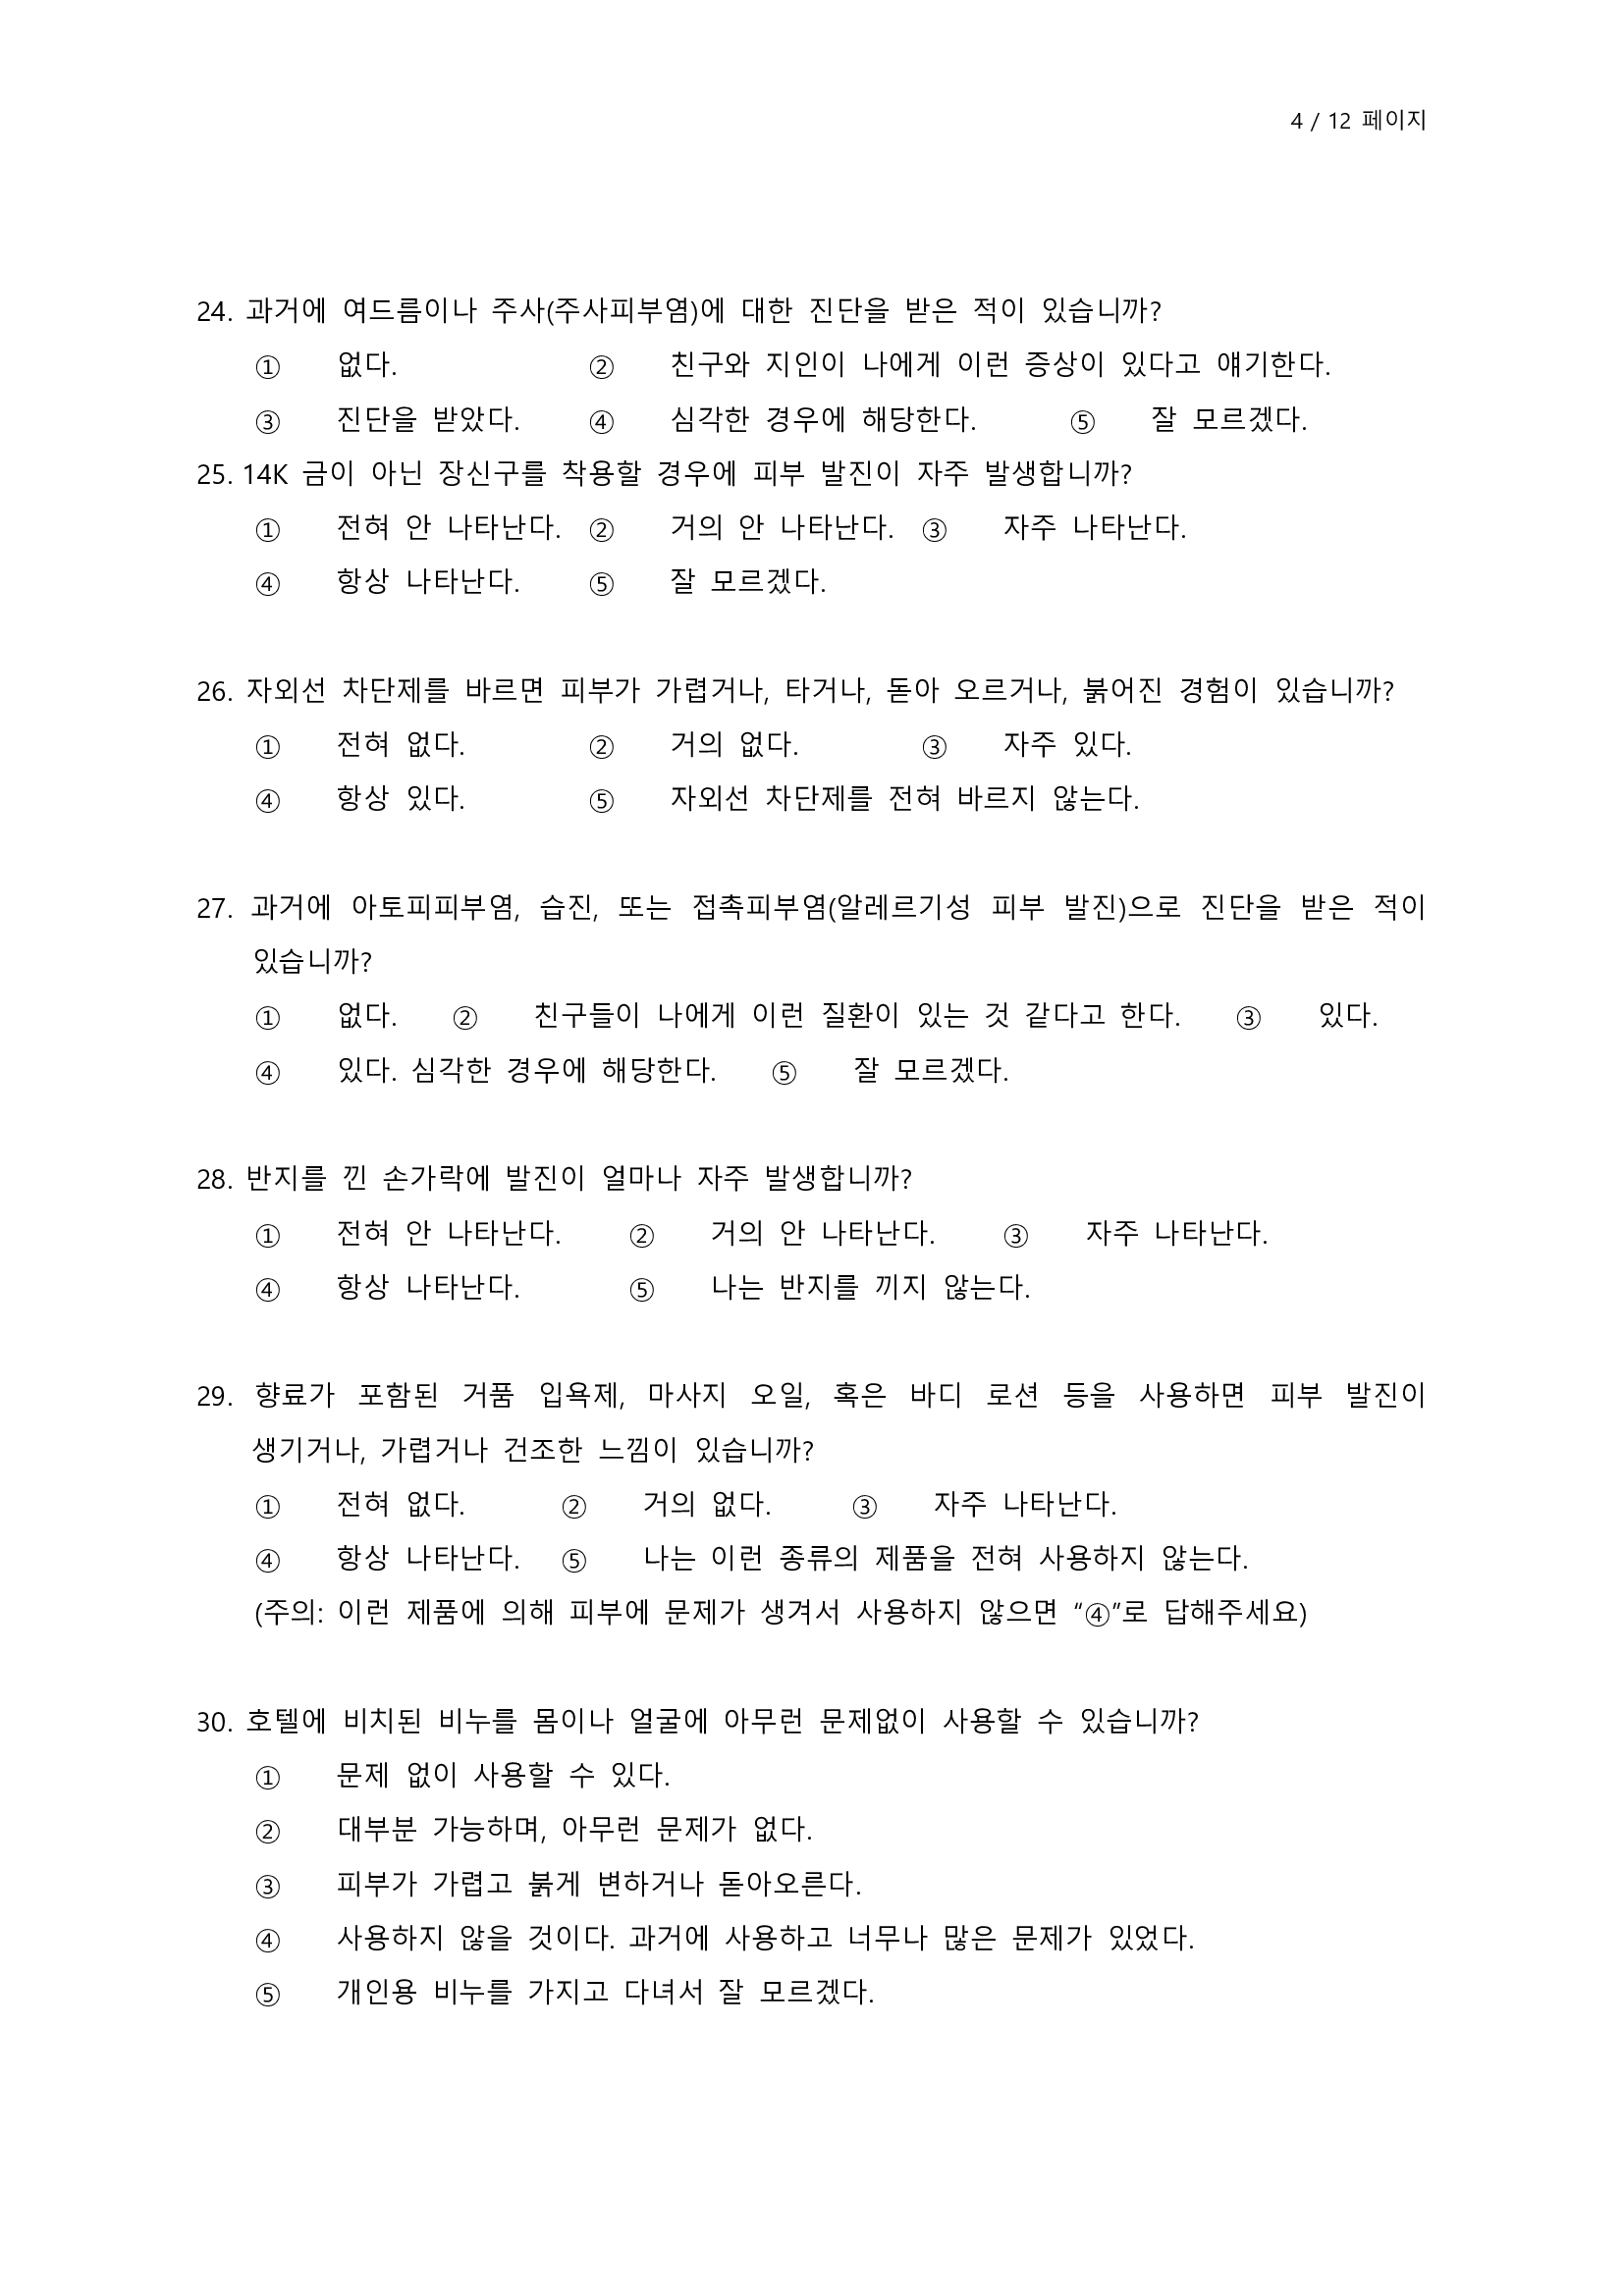 4 / 12 페이지
24. 과거에 여드름이나 주사(주사피부염)에 대한 진단을 받은 적이 있습니까?
① 없다. ② 친구와 지인이 나에게 이런 증상이 있다고 얘기한다.
③ 진단을 받았다. ④ 심각한 경우에 해당한다. ⑤ 잘 모르겠다.
25. 14K 금이 아닌 장신구를 착용할 경우에 피부 발진이 자주 발생합니까?
① 전혀 안 나타난다. ② 거의 안 나타난다. ③ 자주 나타난다.
④ 항상 나타난다. ⑤ 잘 모르겠다.
26. 자외선 차단제를 바르면 피부가 가렵거나, 타거나, 돋아 오르거나, 붉어진 경험이 있습니까?
① 전혀 없다. ② 거의 없다. ③ 자주 있다.
④ 항상 있다. ⑤ 자외선 차단제를 전혀 바르지 않는다.
27. 과거에 아토피피부염, 습진, 또는 접촉피부염(알레르기성 피부 발진)으로 진단을 받은 적이
있습니까?
① 없다. ② 친구들이 나에게 이런 질환이 있는 것 같다고 한다. ③ 있다.
④ 있다. 심각한 경우에 해당한다. ⑤ 잘 모르겠다.
28. 반지를 낀 손가락에 발진이 얼마나 자주 발생합니까?
① 전혀 안 나타난다. ② 거의 안 나타난다. ③ 자주 나타난다.
④ 항상 나타난다. ⑤ 나는 반지를 끼지 않는다.
29. 향료가 포함된 거품 입욕제, 마사지 오일, 혹은 바디 로션 등을 사용하면 피부 발진이
생기거나, 가렵거나 건조한 느낌이 있습니까?
① 전혀 없다. ② 거의 없다. ③ 자주 나타난다.
④ 항상 나타난다. ⑤ 나는 이런 종류의 제품을 전혀 사용하지 않는다.
(주의: 이런 제품에 의해 피부에 문제가 생겨서 사용하지 않으면 “④”로 답해주세요)
30. 호텔에 비치된 비누를 몸이나 얼굴에 아무런 문제없이 사용할 수 있습니까?
① 문제 없이 사용할 수 있다.
② 대부분 가능하며, 아무런 문제가 없다.
③ 피부가 가렵고 붉게 변하거나 돋아오른다.
④ 사용하지 않을 것이다. 과거에 사용하고 너무나 많은 문제가 있었다.
⑤ 개인용 비누를 가지고 다녀서 잘 모르겠다.